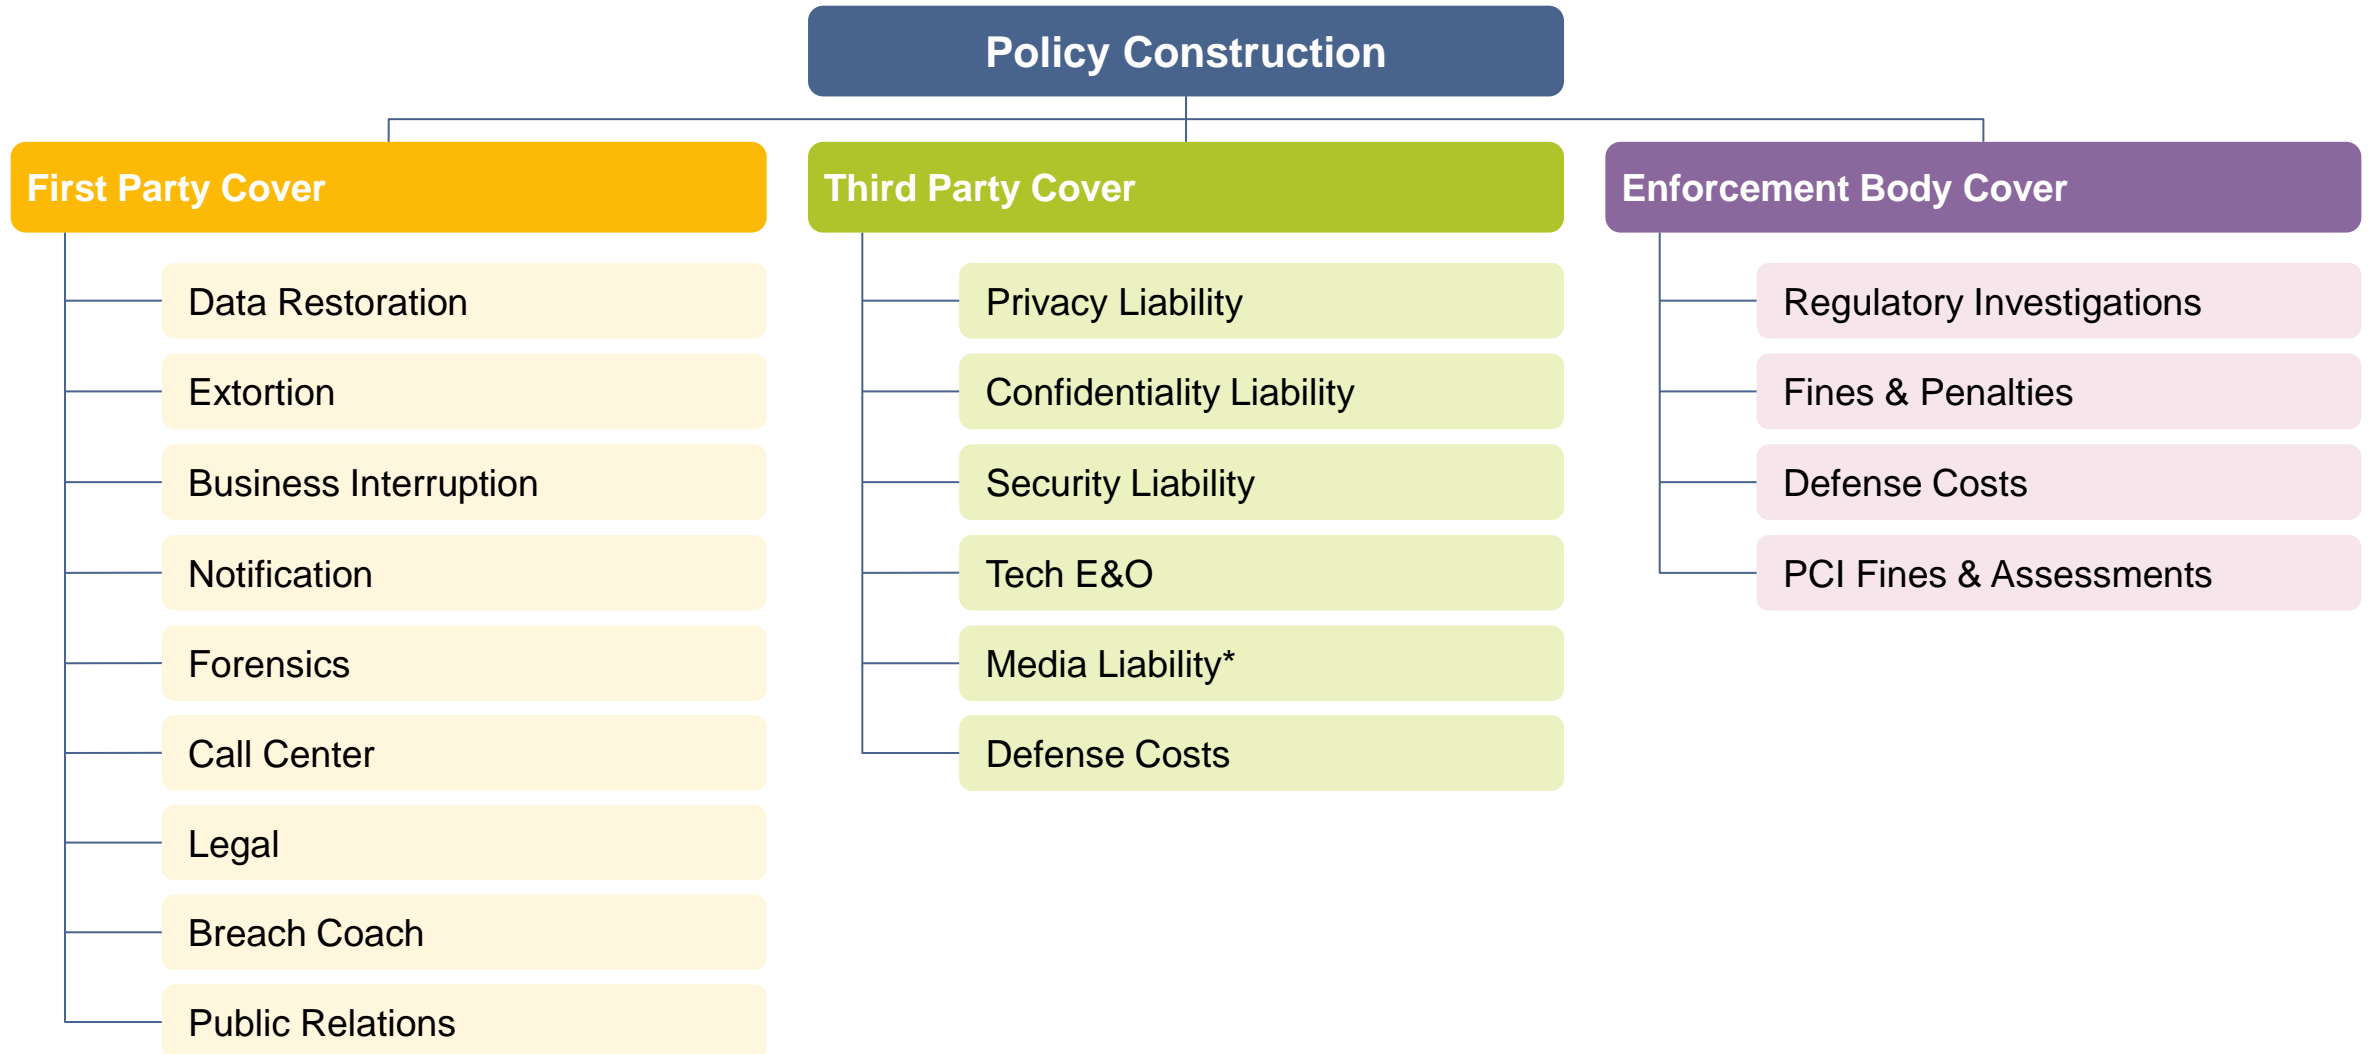 Policy Construction
First Party Cover
Data Restoration
Extortion
Business Interruption
Notification
Forensics
Call Center
Legal
Breach Coach
Public Relations
Third Party Cover
Privacy Liability
Confidentiality Liability
Security Liability
Tech E&O
Media Liability*
Defense Costs
Enforcement Body Cover
Regulatory Investigations
Fines & Penalties
Defense Costs
PCI Fines & Assessments